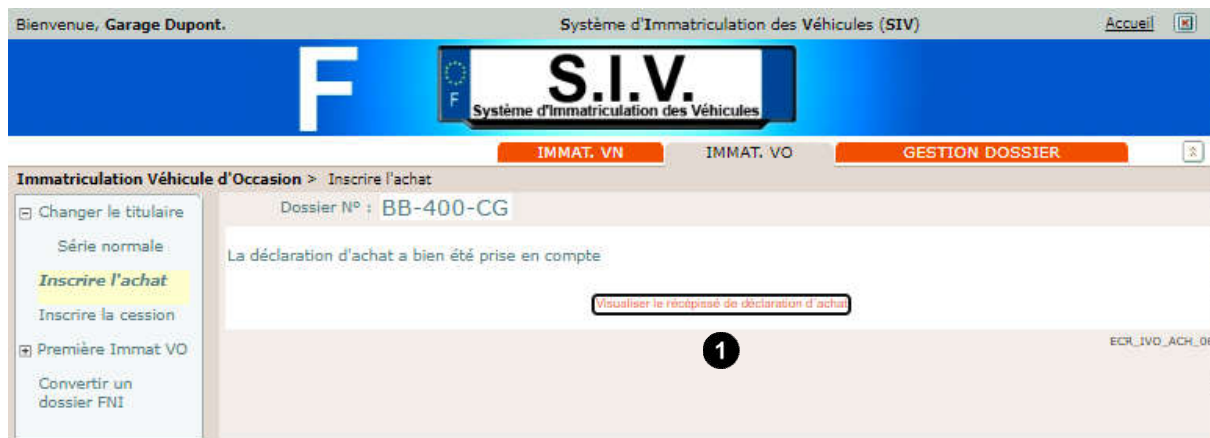 Bienvenue, Garage Dupont.
Système d'Immatriculation des Véhicules (SIV)
Accueil
F
F
S.I.V.
Système d'Immatriculation des Véhicules
IMMAT. VN
IMMAT. VO
GESTION DOSSIER
Immatriculation Véhicule d'Occasion > Inscrire l'achat
Changer le titulaire
Série normale
Inscrire l'achat
Inscrire la cession
Première Immat VO
Convertir un
dossier FNI
Dossier N° : BB-400-CG
La déclaration d'achat a bien été prise en compte
Visualiser le récépissé de déclaration d'achat
1
ECR_IVO_ACH_06